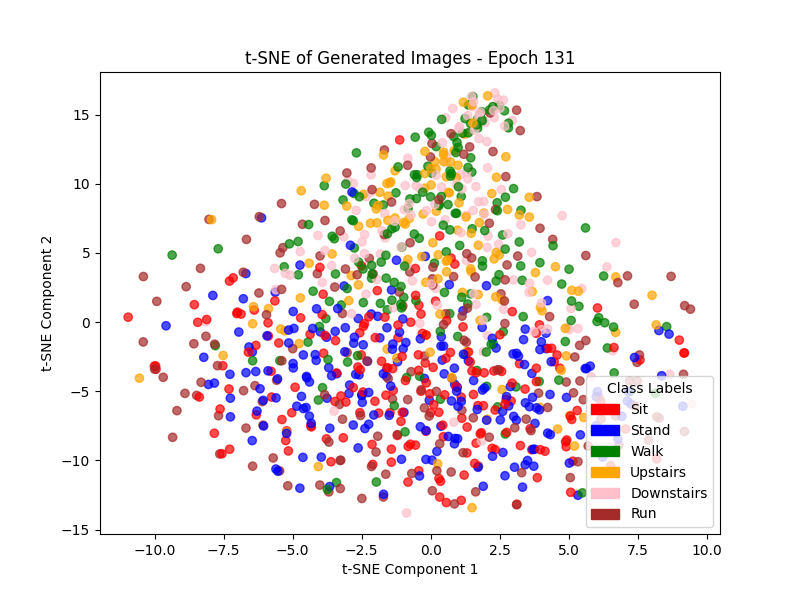 t-SNE of Generated Images - Epoch 131
t-SNE Component 2
15
10
5
0
−5
−10
−15
Class Labels
Sit
Stand
Walk
Upstairs
Downstairs
Run
−10.0 −7.5 −5.0 −2.5 0.0 2.5 5.0 7.5 10.0
t-SNE Component 1